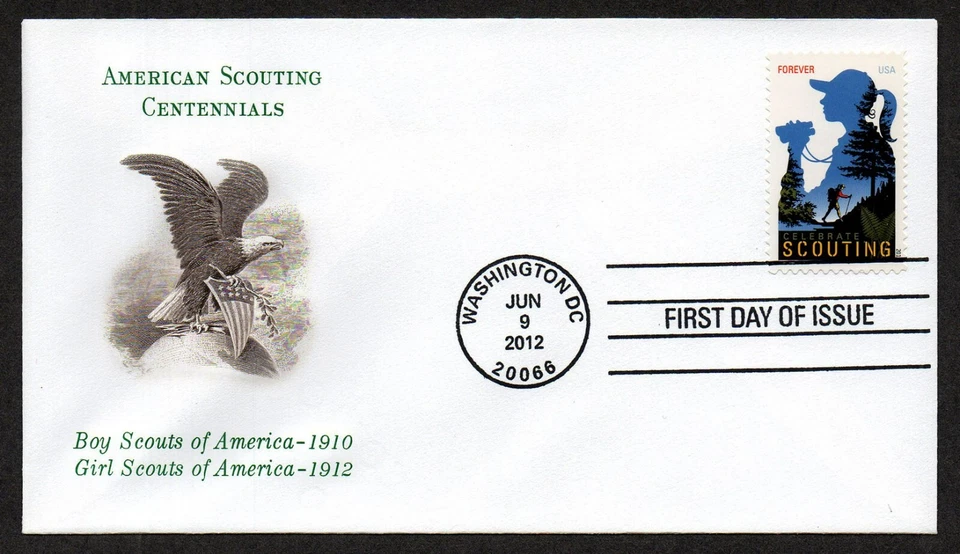 AMERICAN SCOUTING
CENTENNIALS
FOREVER USA
CELEBRATE
SCOUTING
WASHINGTON DC
JUN
9
2012
20066
FIRST DAY OF ISSUE
Boy Scouts of America-1910
Girl Scouts of America-1912